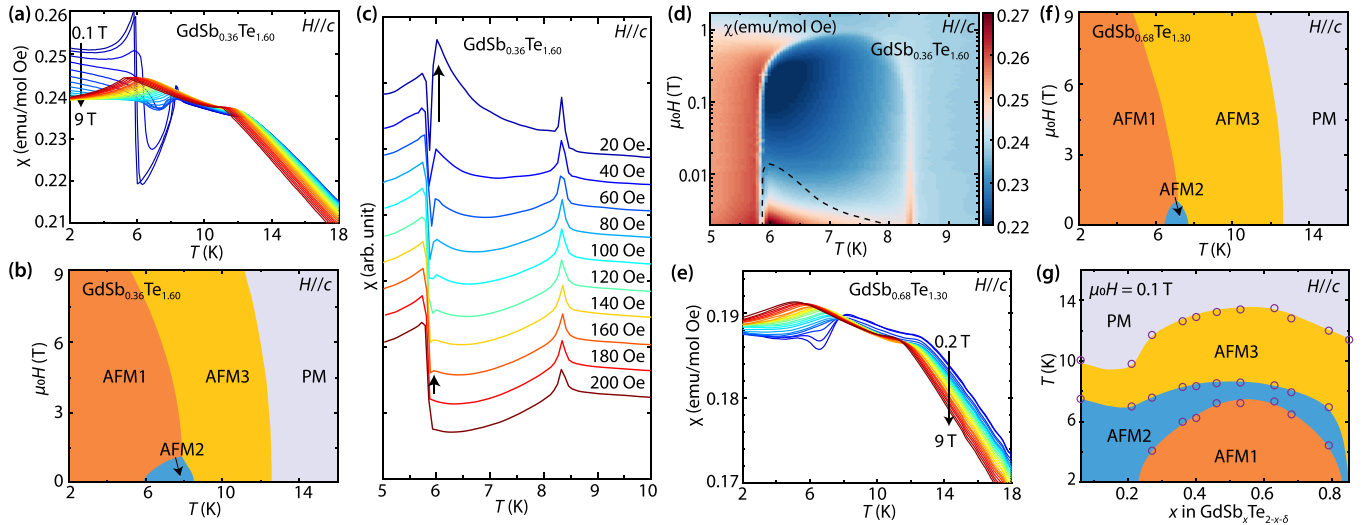 (a)
χ (emu/mol Oe)
0.26
0.25
0.24
0.23
0.22
0.21
0.1 T
9 T
GdSb0.36Te1.60
H//c
2
6
10
14
18
T (K)
(b)
μ₀H (T)
9
6
3
0
GdSb0.36Te1.60
H//c
AFM1
AFM3
PM
AFM2
2
6
10
14
T (K)
(c)
χ (arb. unit)
GdSb0.36Te1.60
H//c
20 Oe
40 Oe
60 Oe
80 Oe
100 Oe
120 Oe
140 Oe
160 Oe
180 Oe
200 Oe
5
6
7
8
9
10
T (K)
(d)
χ(emu/mol Oe)
H//c
GdSb0.36Te1.60
μ₀H (T)
1
0.1
0.01
5
6
7
8
9
T (K)
0.27
0.26
0.25
0.24
0.23
0.22
(e)
GdSb0.68Te1.30
H//c
χ (emu/mol Oe)
0.19
0.18
0.17
0.2 T
9 T
2
6
10
14
18
T (K)
(f)
H//c
GdSb0.68Te1.30
μ₀H (T)
9
6
3
0
AFM1
AFM3
PM
AFM2
2
6
10
14
T (K)
(g)
μ₀H = 0.1 T
H//c
T (K)
14
10
6
2
PM
AFM3
AFM2
AFM1
0.2
0.4
0.6
0.8
x in GdSbxTe2-x-δ